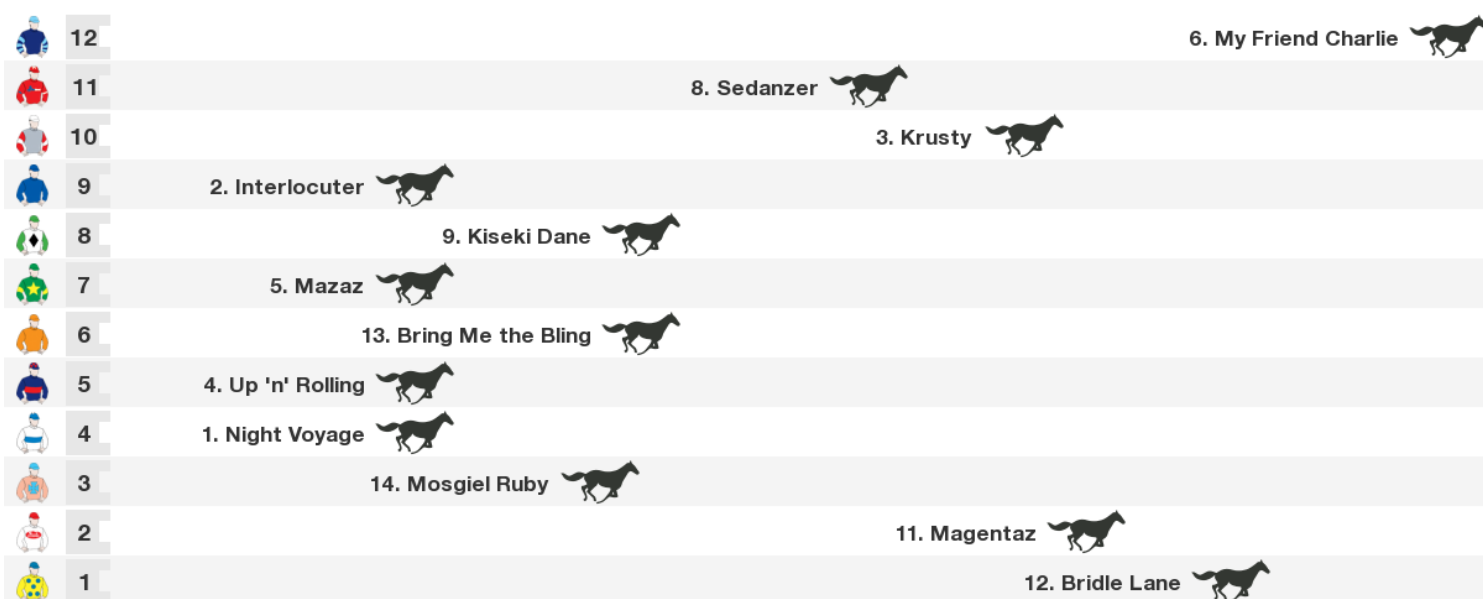 12 6. My Friend Charlie
11 8. Sedanzer
10 3. Krusty
9 2. Interlocuter
8 9. Kiseki Dane
7 5. Mazaz
6 13. Bring Me the Bling
5 4. Up 'n' Rolling
4 1. Night Voyage
3 14. Mosgiel Ruby
2 11. Magentaz
1 12. Bridle Lane